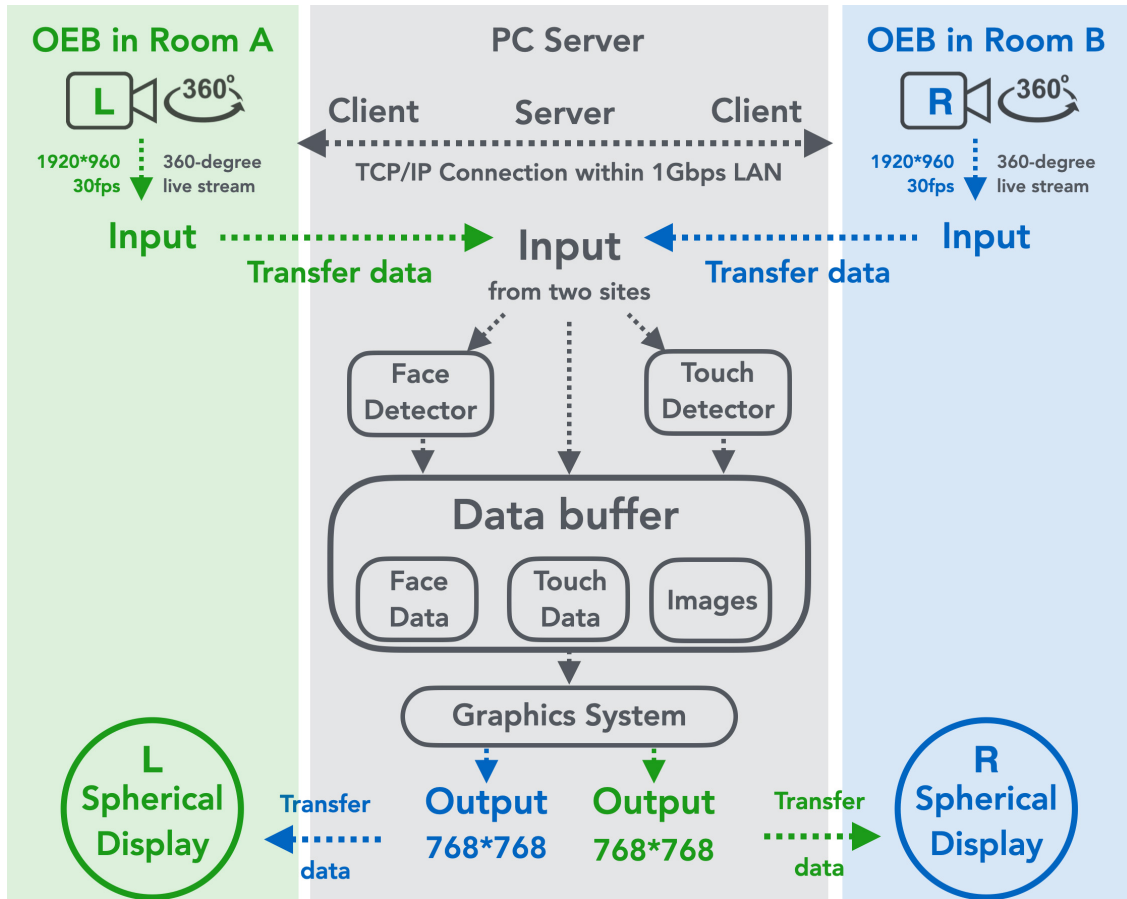 OEB in Room A
PC Server
OEB in Room B
L
360°
R
360°
Client
Server
Client
TCP/IP Connection within 1Gbps LAN
1920*960
30fps
360-degree
live stream
1920*960
30fps
360-degree
live stream
Input
Transfer data
Input
from two sites
Input
Transfer data
Face
Detector
Touch
Detector
Data buffer
Face
Data
Touch
Data
Images
Graphics System
L
Spherical
Display
Transfer
data
Output
768*768
Output
768*768
Transfer
data
R
Spherical
Display